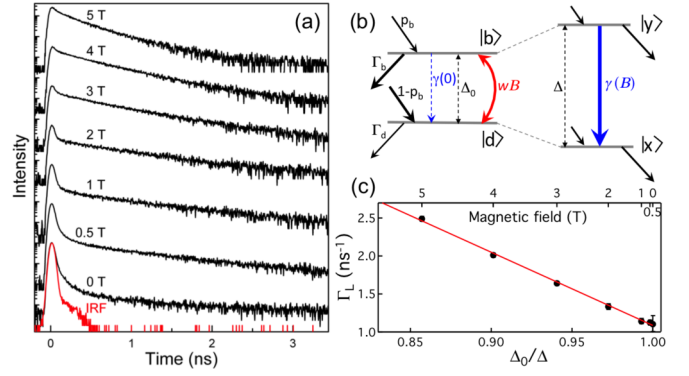 (a)
5 T
4 T
3 T
2 T
1 T
0.5 T
0 T
IRF
Intensity
0 1 2 3
Time (ns)
(b)
p_b
|b>
|y>
Γ_b
γ(0)
Δ_0
wB
Δ
γ(B)
1-p_b
Γ_d
|d>
|x>
(c)
5 4 3 2 1 0
0.5
Magnetic field (T)
2.5
2.0
1.5
1.0
Γ_L (ns⁻¹)
0.85 0.90 0.95 1.00
Δ_0/Δ